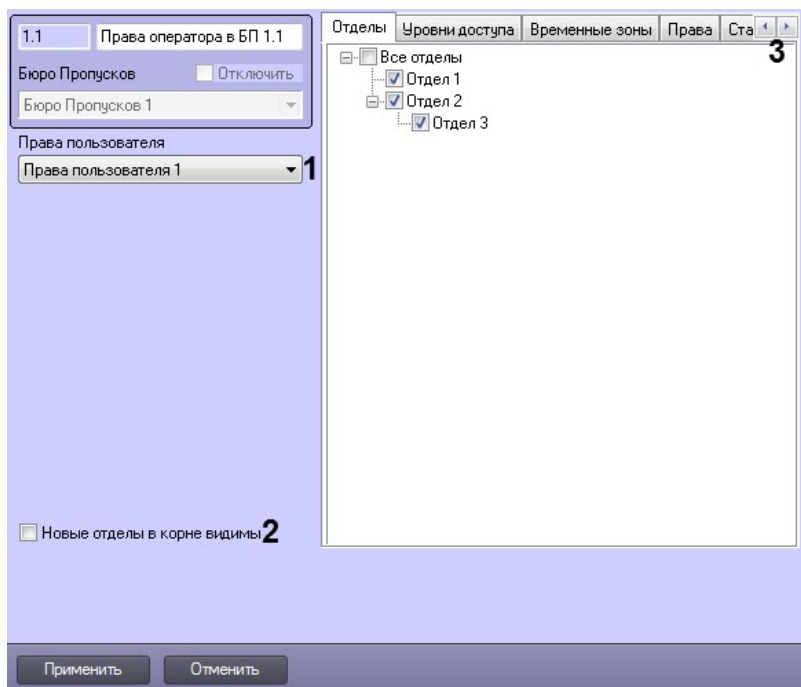 1.1 Права оператора в БП 1.1
Бюро Пропусков Отключить
Бюро Пропусков 1
Права пользователя
Права пользователя 1 1
Новые отделы в корне видимы 2
Отделы Уровни доступа Временные зоны Права Ста
3
Все отделы
Отдел 1
Отдел 2
Отдел 3
Применить Отменить